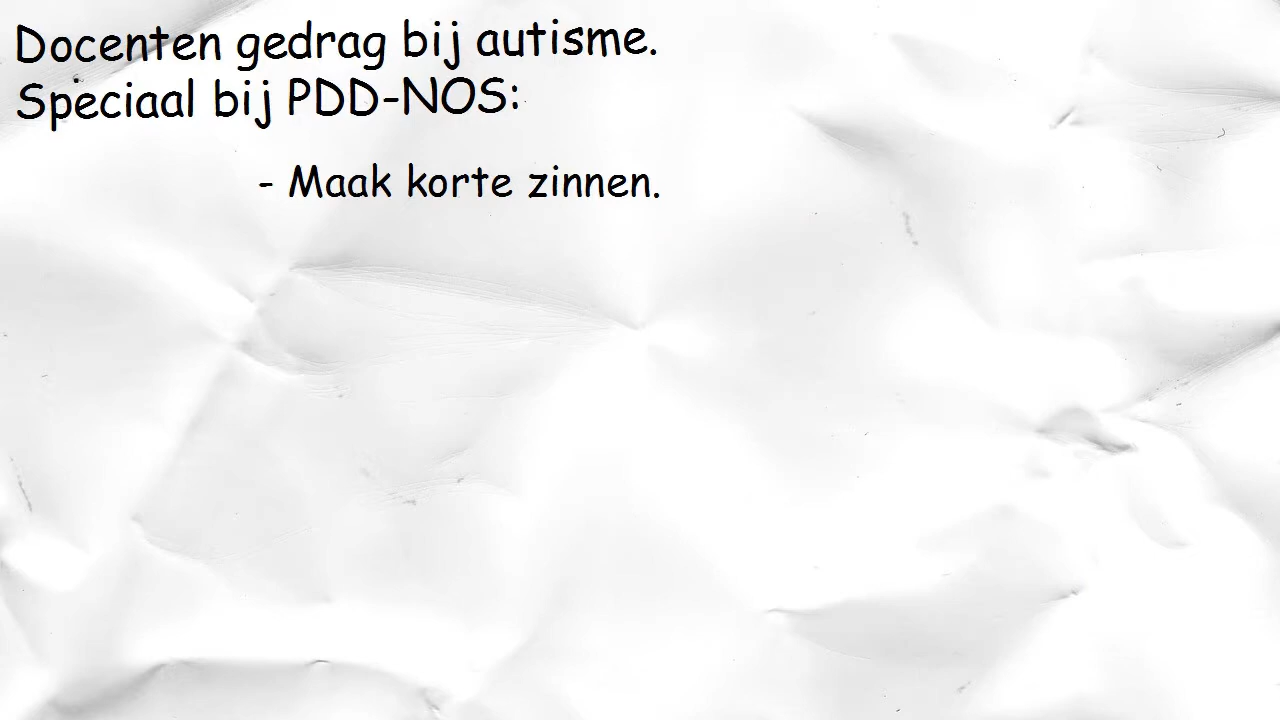 Docenten gedrag bij autisme.
Speciaal bij PDD-NOS:
- Maak korte zinnen.